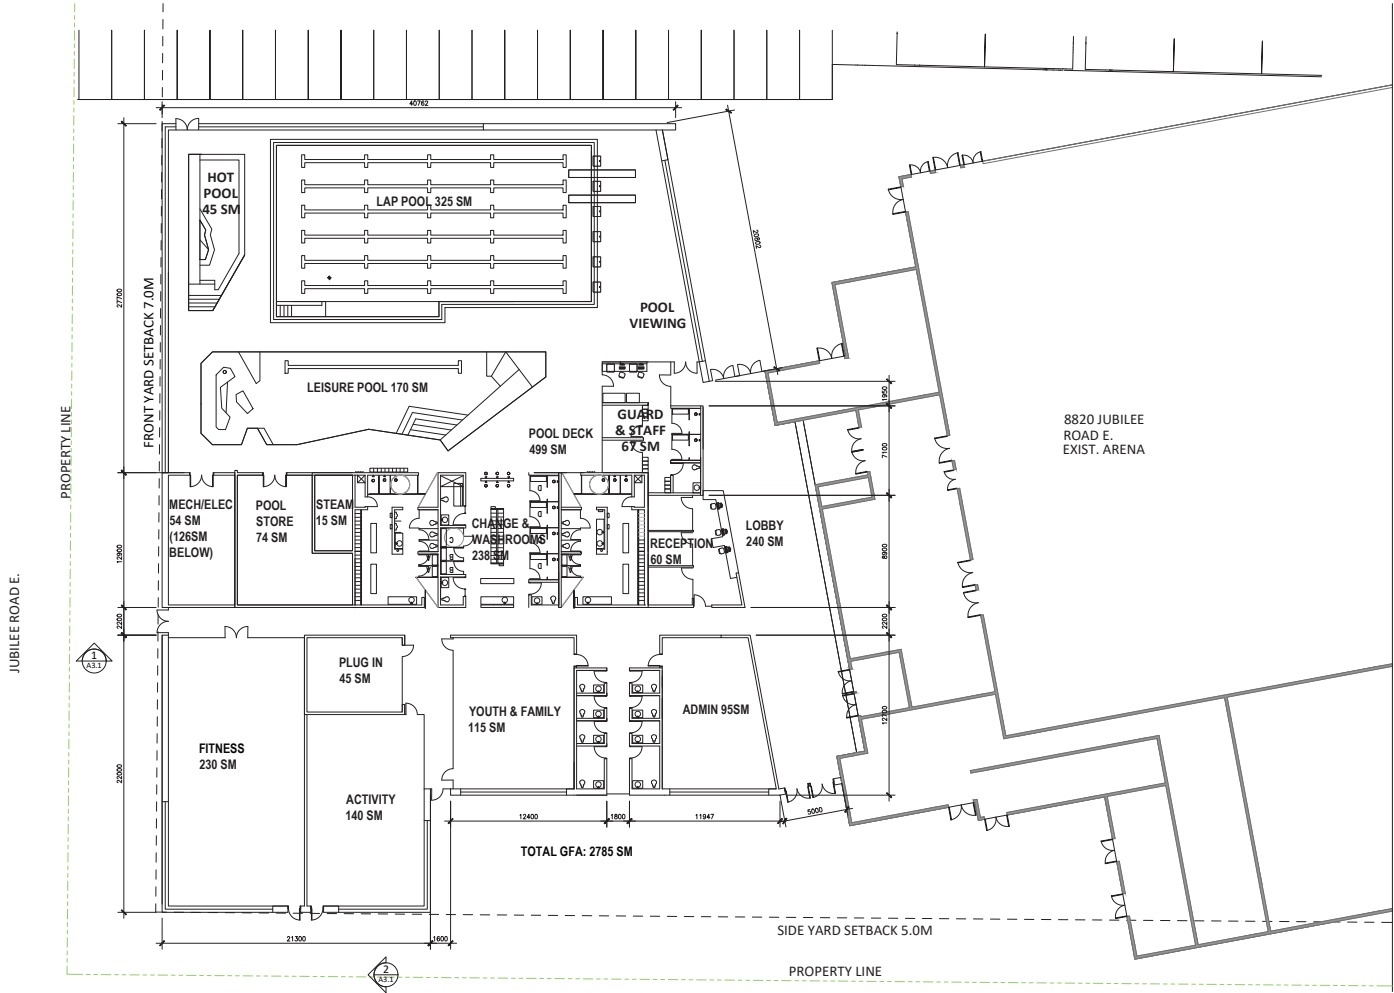 40762
HOT
POOL
45 SM
LAP POOL 325 SM
20802
27700
FRONT YARD SETBACK 7.0M
POOL
VIEWING
LEISURE POOL 170 SM
1950
PROPERTY LINE
GUARD
& STAFF
67 SM
POOL DECK
499 SM
7100
8820 JUBILEE
ROAD E.
EXIST. ARENA
MECH/ELEC
54 SM
(126SM
BELOW)
POOL
STORE
74 SM
STEAM
15 SM
CHANGE &
WASHROOMS
238 SM
RECEPTION
60 SM
LOBBY
240 SM
12900
8900
JUBILEE ROAD E.
2200
2200
1
A3.1
PLUG IN
45 SM
YOUTH & FAMILY
115 SM
ADMIN 95SM
12700
FITNESS
230 SM
22000
ACTIVITY
140 SM
12400
1800
11947
5000
TOTAL GFA: 2785 SM
SIDE YARD SETBACK 5.0M
21300
1600
2
A3.1
PROPERTY LINE